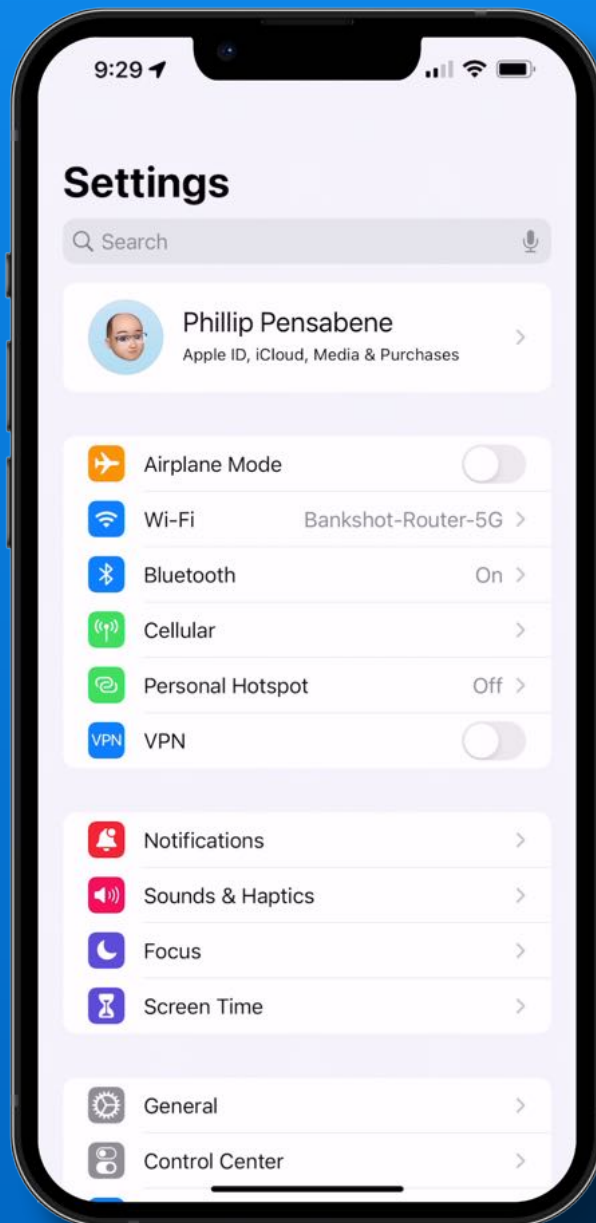 9:29
Settings
Search
Phillip Pensabene
Apple ID, iCloud, Media & Purchases
Airplane Mode
Wi-Fi Bankshot-Router-5G
Bluetooth On
Cellular
Personal Hotspot Off
VPN VPN
Notifications
Sounds & Haptics
Focus
Screen Time
General
Control Center